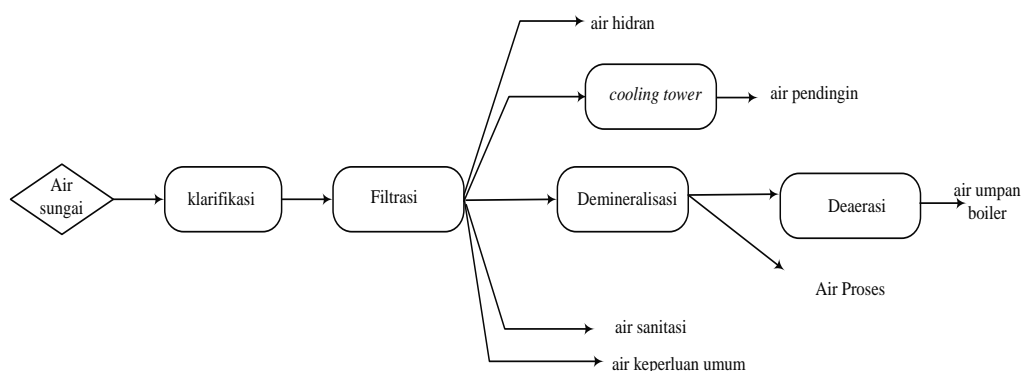 air hidran
cooling tower
air pendingin
Air
sungai
klarifikasi
Filtrasi
Demineralisasi
Deaerasi
air umpan
boiler
Air Proses
air sanitasi
air keperluan umum